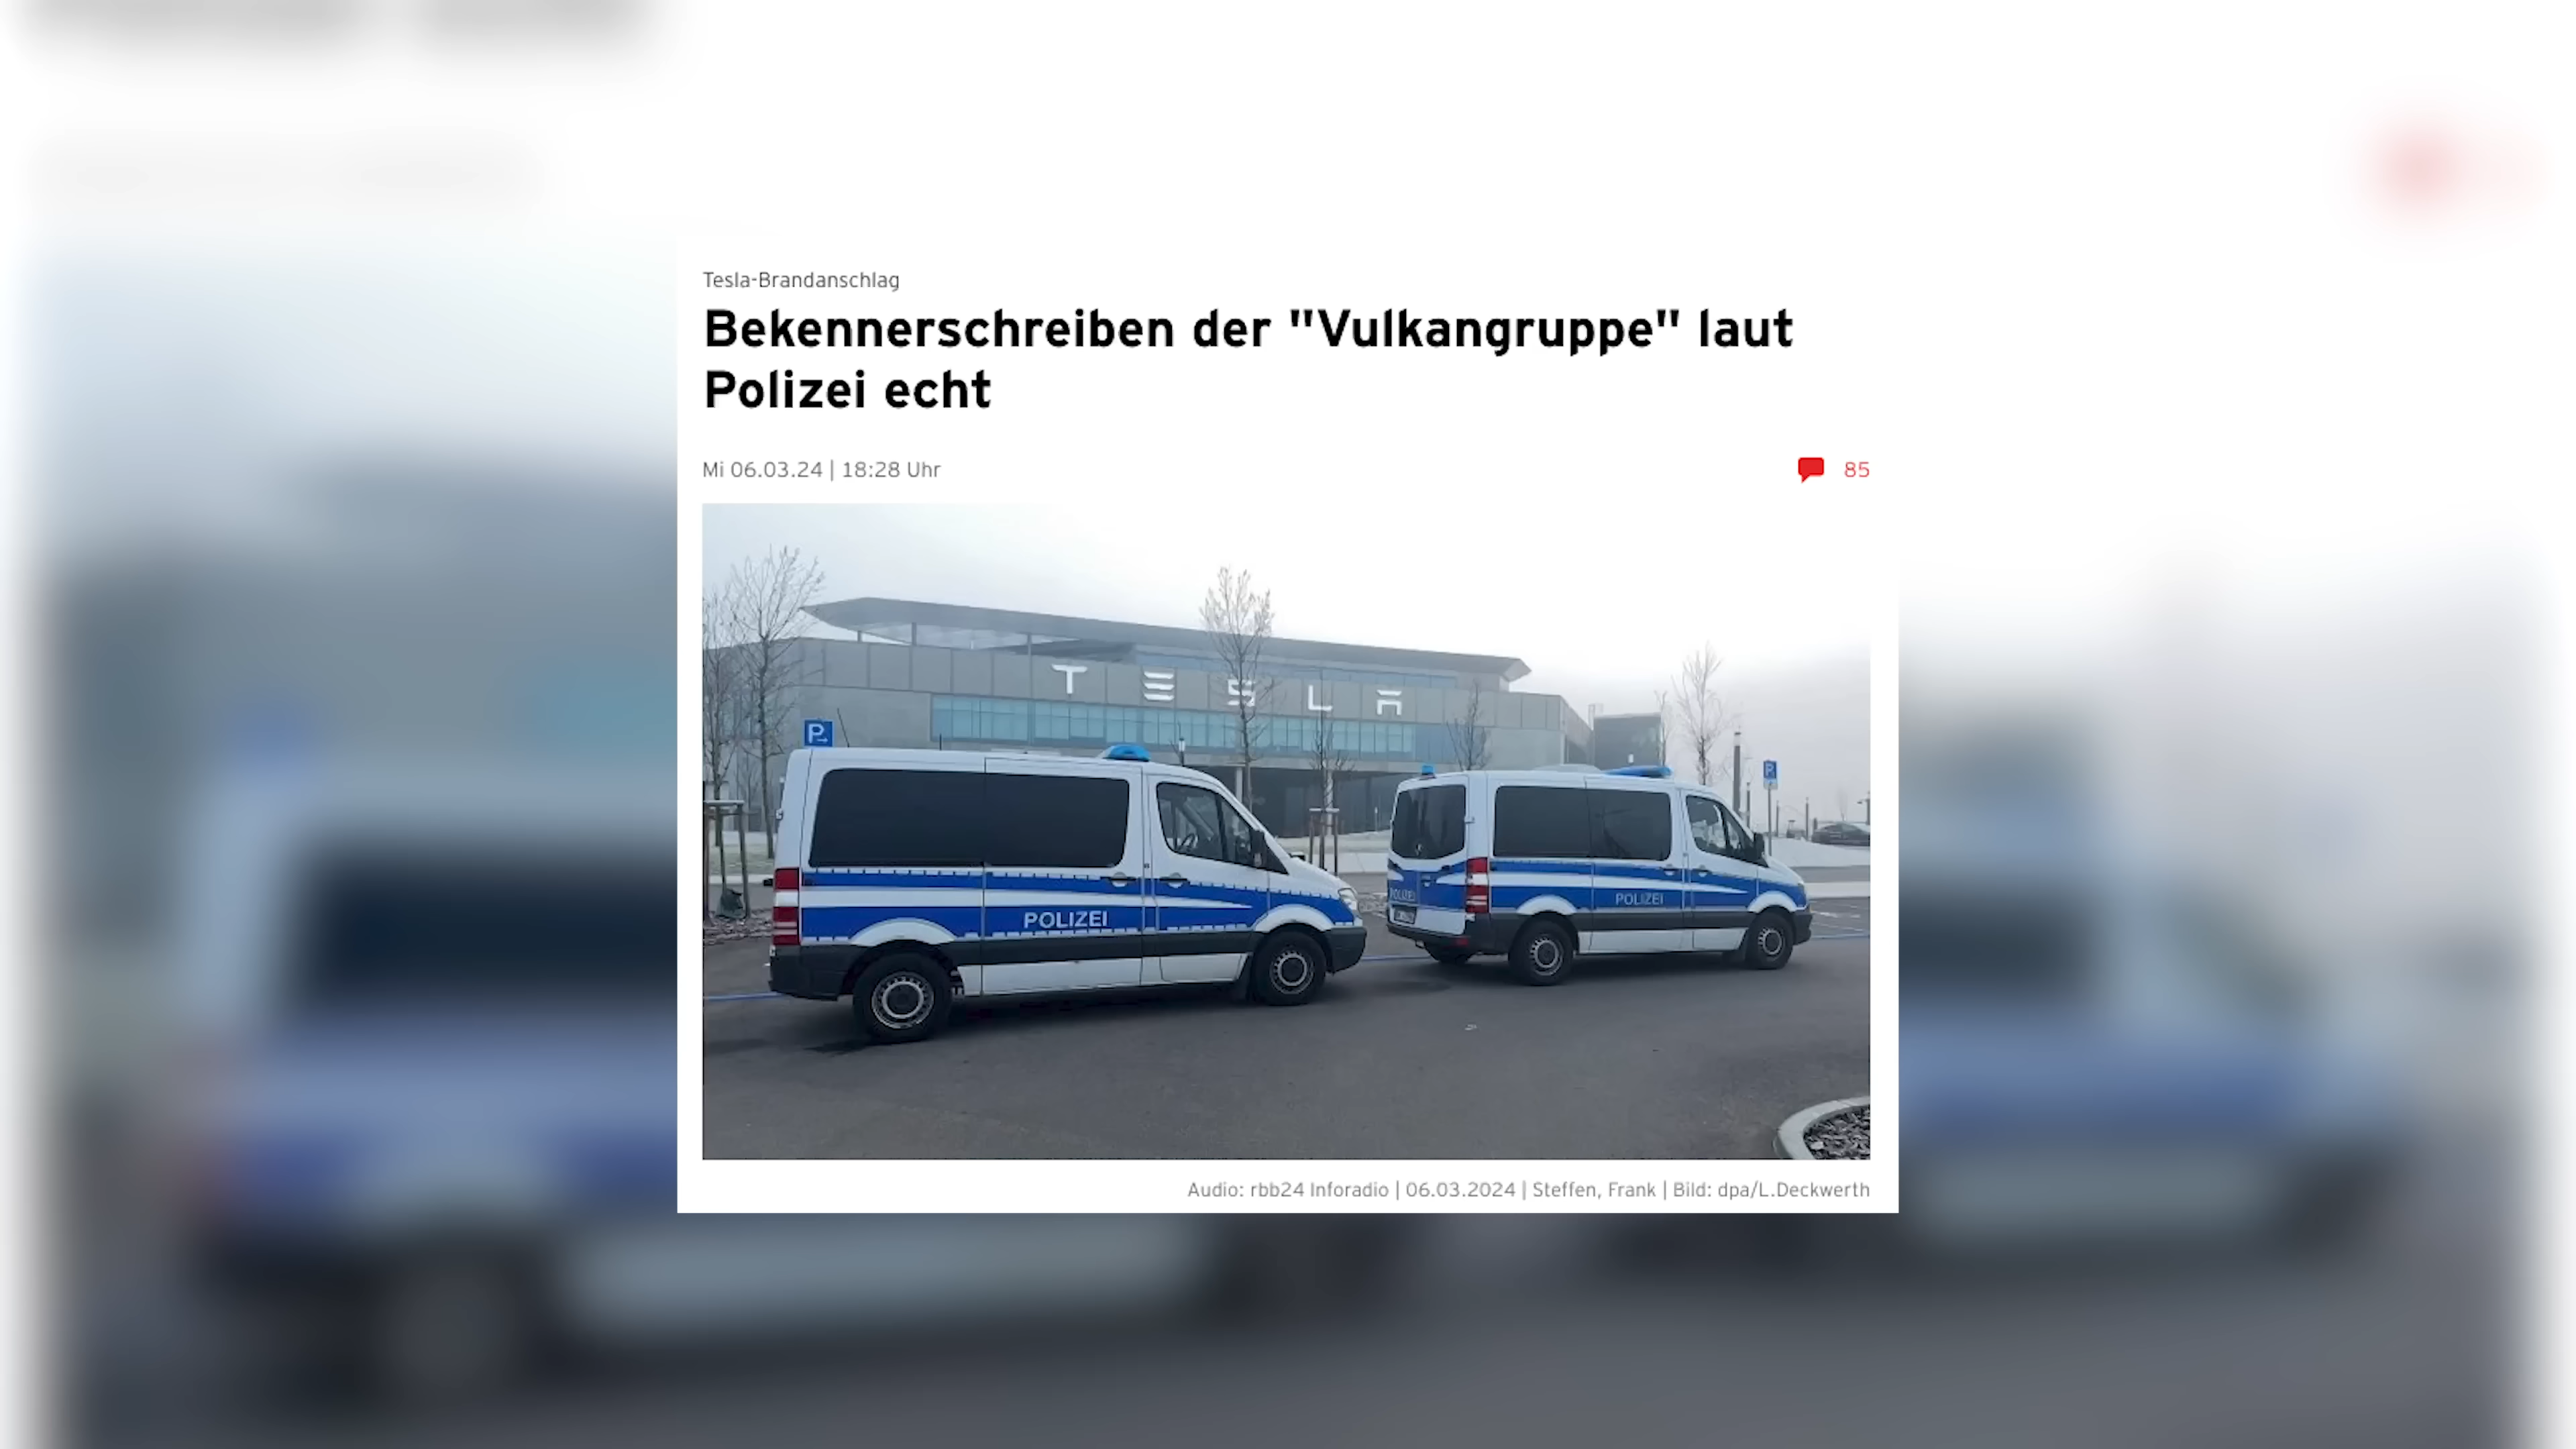 Tesla-Brandanschlag
Bekennerschreiben der "Vulkangruppe" laut
Polizei echt
Mi 06.03.24 | 18:28 Uhr
85
TESLA
P
P
POLIZEI
POLIZEI
POLIZEI
Audio: rbb24 Inforadio | 06.03.2024 | Steffen, Frank | Bild: dpa/L.Deckwerth